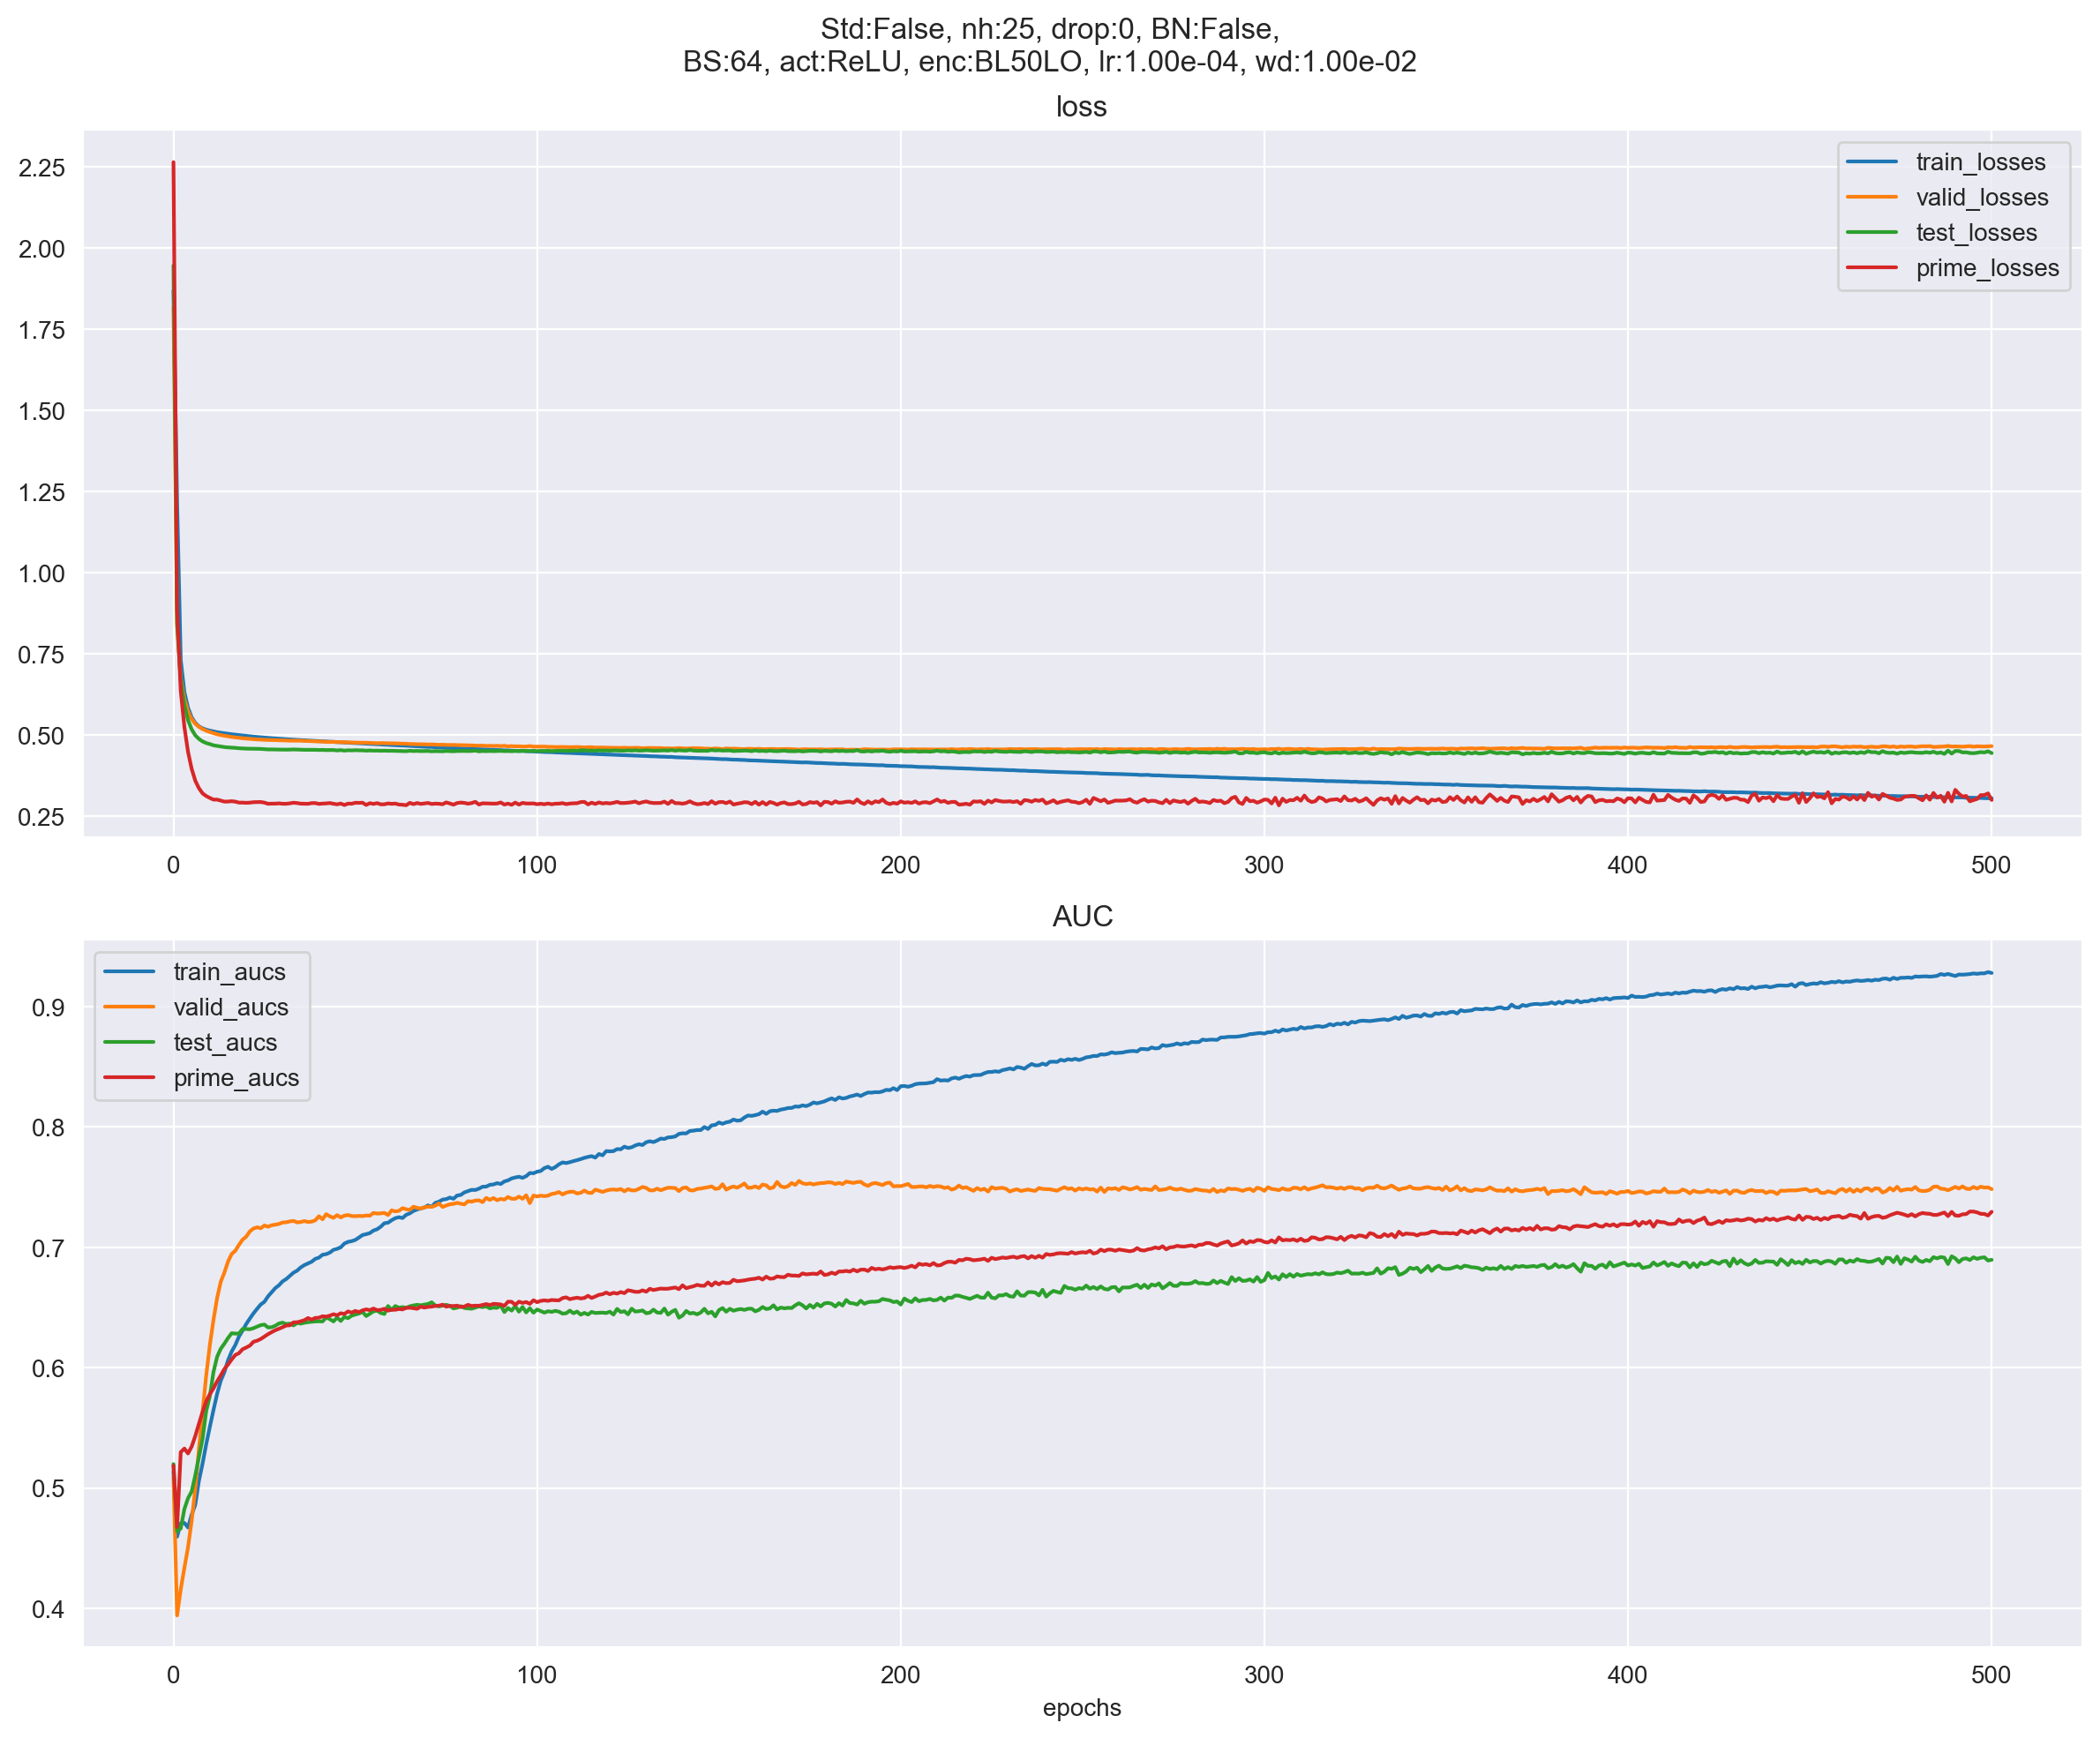 Std:False, nh:25, drop:0, BN:False,
BS:64, act:ReLU, enc:BL50LO, lr:1.00e-04, wd:1.00e-02
loss
train_losses
valid_losses
test_losses
prime_losses
2.25
2.00
1.75
1.50
1.25
1.00
0.75
0.50
0.25
0 100 200 300 400 500
AUC
train_aucs
valid_aucs
test_aucs
prime_aucs
0.9
0.8
0.7
0.6
0.5
0.4
0 100 200 300 400 500
epochs